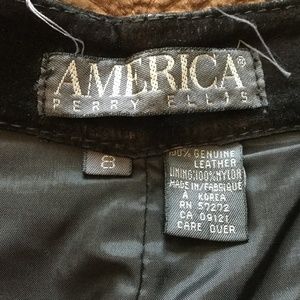 AMERICA®
PERRY ELLIS
8
100% GENUINE
LEATHER
LINING:100% NYLON
MADE IN/FABRIQUE
A KOREA
RN 57272
CA 09121
CARE OVER